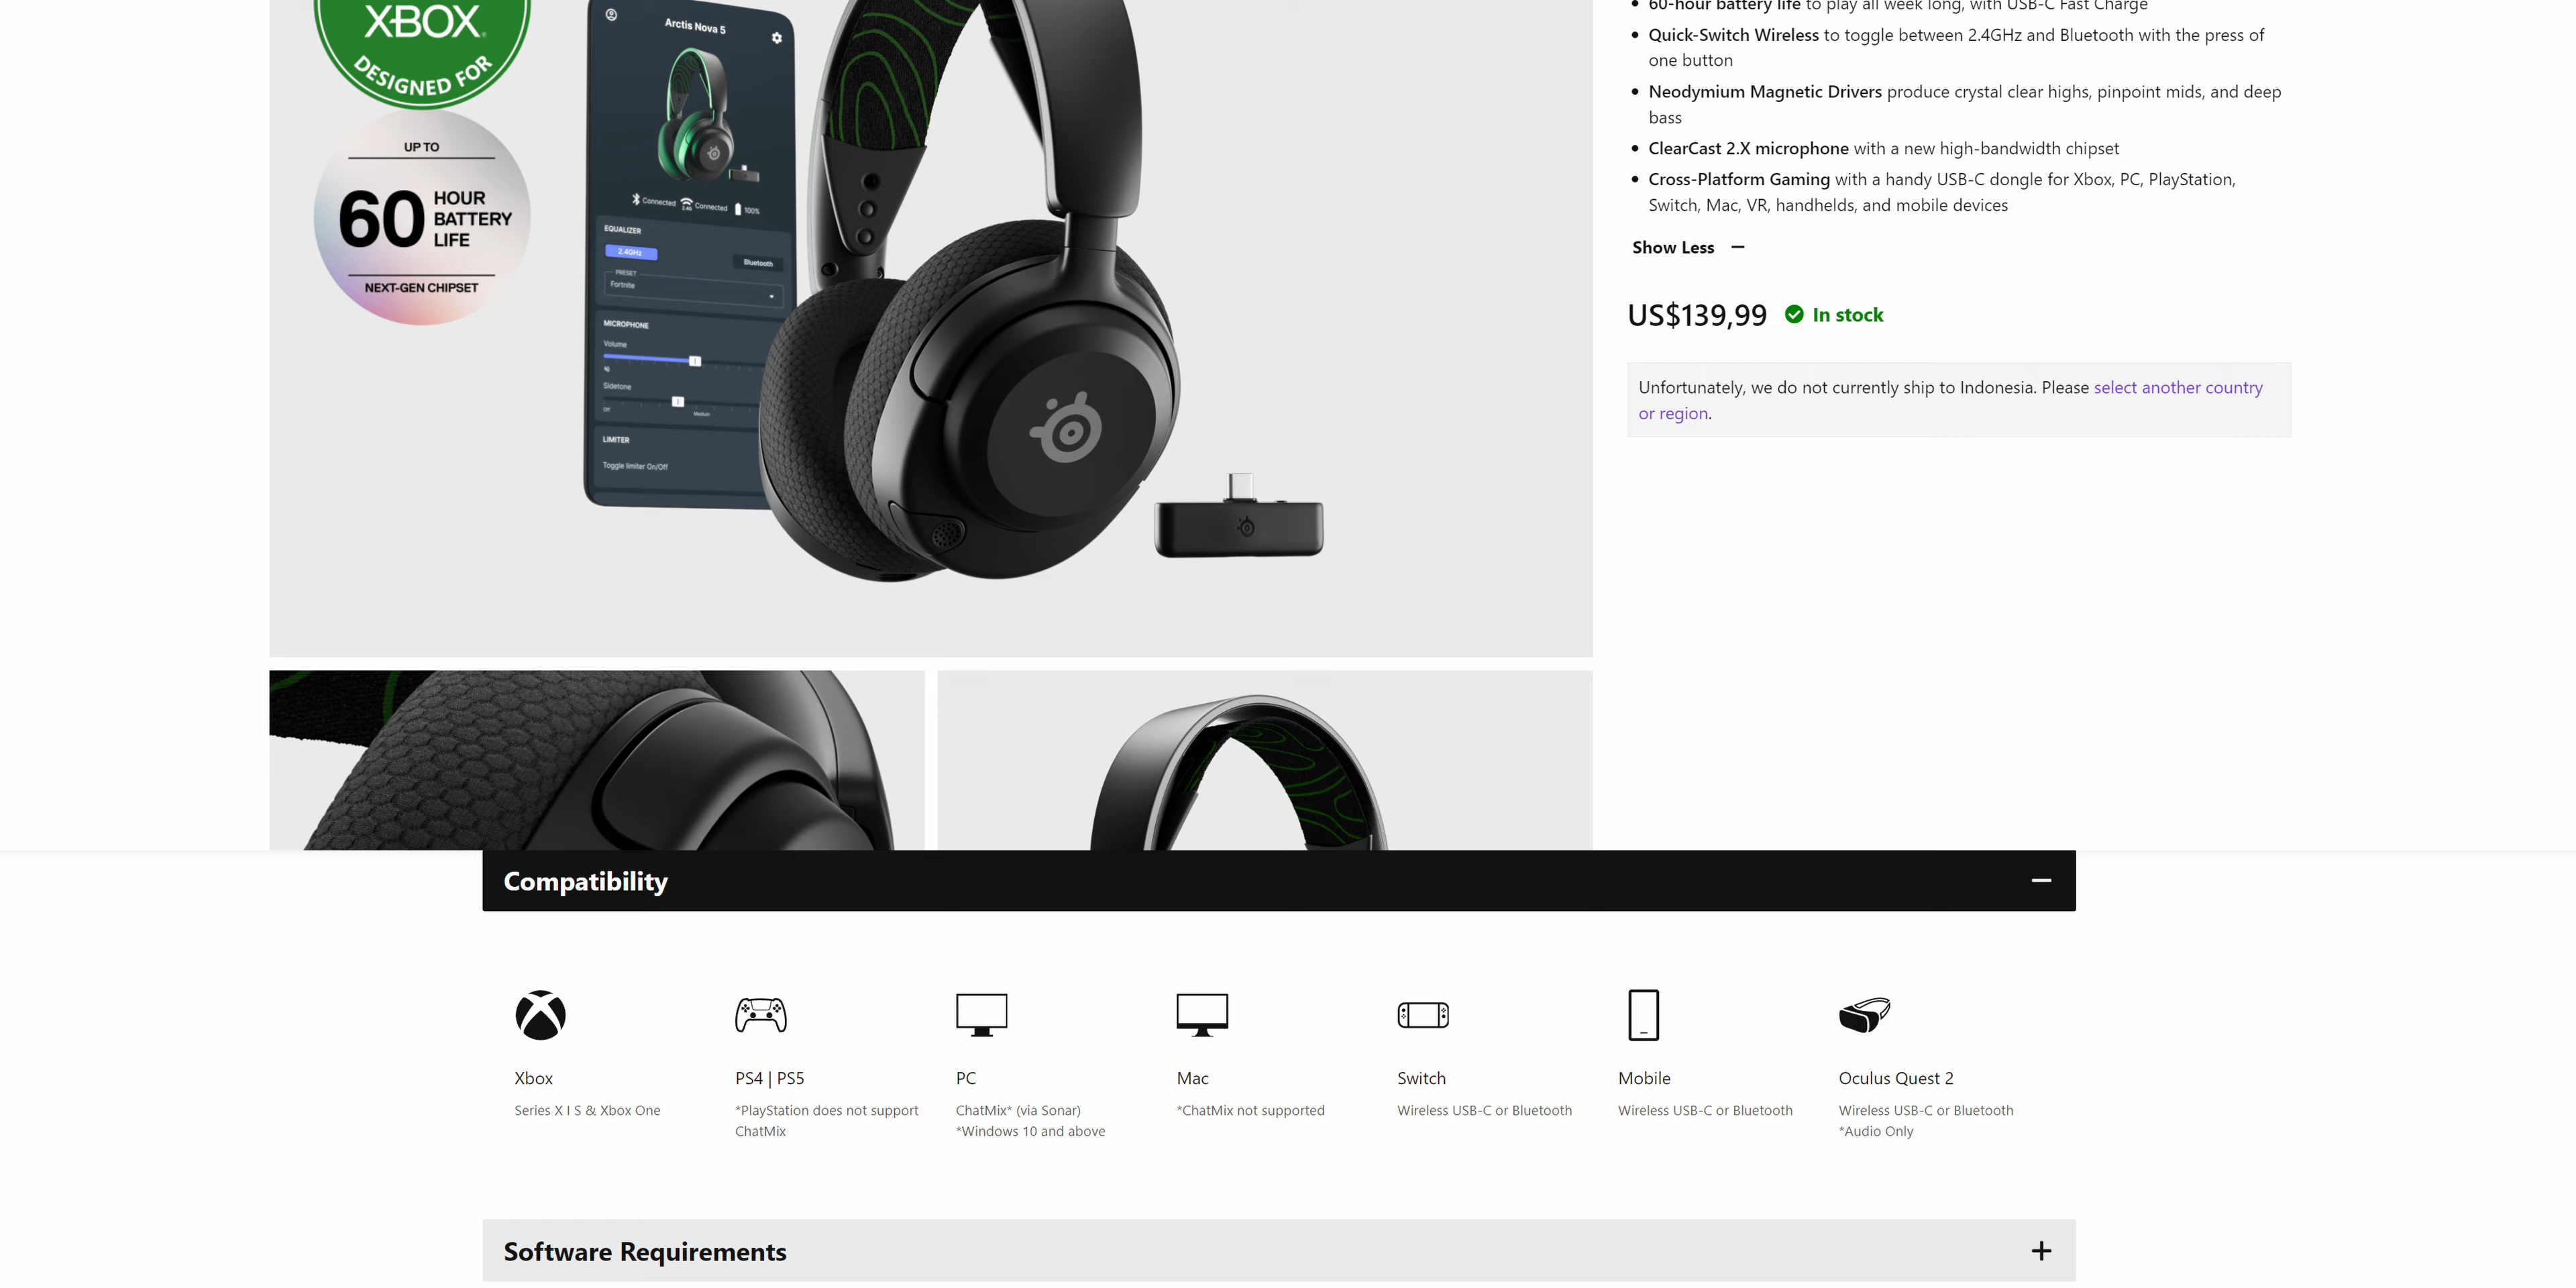 XBOX
DESIGNED FOR
UP TO
60 HOUR
BATTERY
LIFE
NEXT-GEN CHIPSET
Arctis Nova 5
Connected 2.4G Connected 100%
EQUALIZER
2.4GHz
Bluetooth
PRESET
Fortnite
MICROPHONE
Volume
Sidetone
Off
Medium
LIMITER
Toggle limiter On/Off
60-hour battery life to play all week long, with USB-C Fast Charge
Quick-Switch Wireless to toggle between 2.4GHz and Bluetooth with the press of
one button
Neodymium Magnetic Drivers produce crystal clear highs, pinpoint mids, and deep
bass
ClearCast 2.X microphone with a new high-bandwidth chipset
Cross-Platform Gaming with a handy USB-C dongle for Xbox, PC, PlayStation,
Switch, Mac, VR, handhelds, and mobile devices
Show Less
US$139,99 In stock
Unfortunately, we do not currently ship to Indonesia. Please select another country
or region.
Compatibility
Xbox
Series X I S & Xbox One
PS4 | PS5
*PlayStation does not support
ChatMix
PC
ChatMix* (via Sonar)
*Windows 10 and above
Mac
*ChatMix not supported
Switch
Wireless USB-C or Bluetooth
Mobile
Wireless USB-C or Bluetooth
Oculus Quest 2
Wireless USB-C or Bluetooth
*Audio Only
Software Requirements